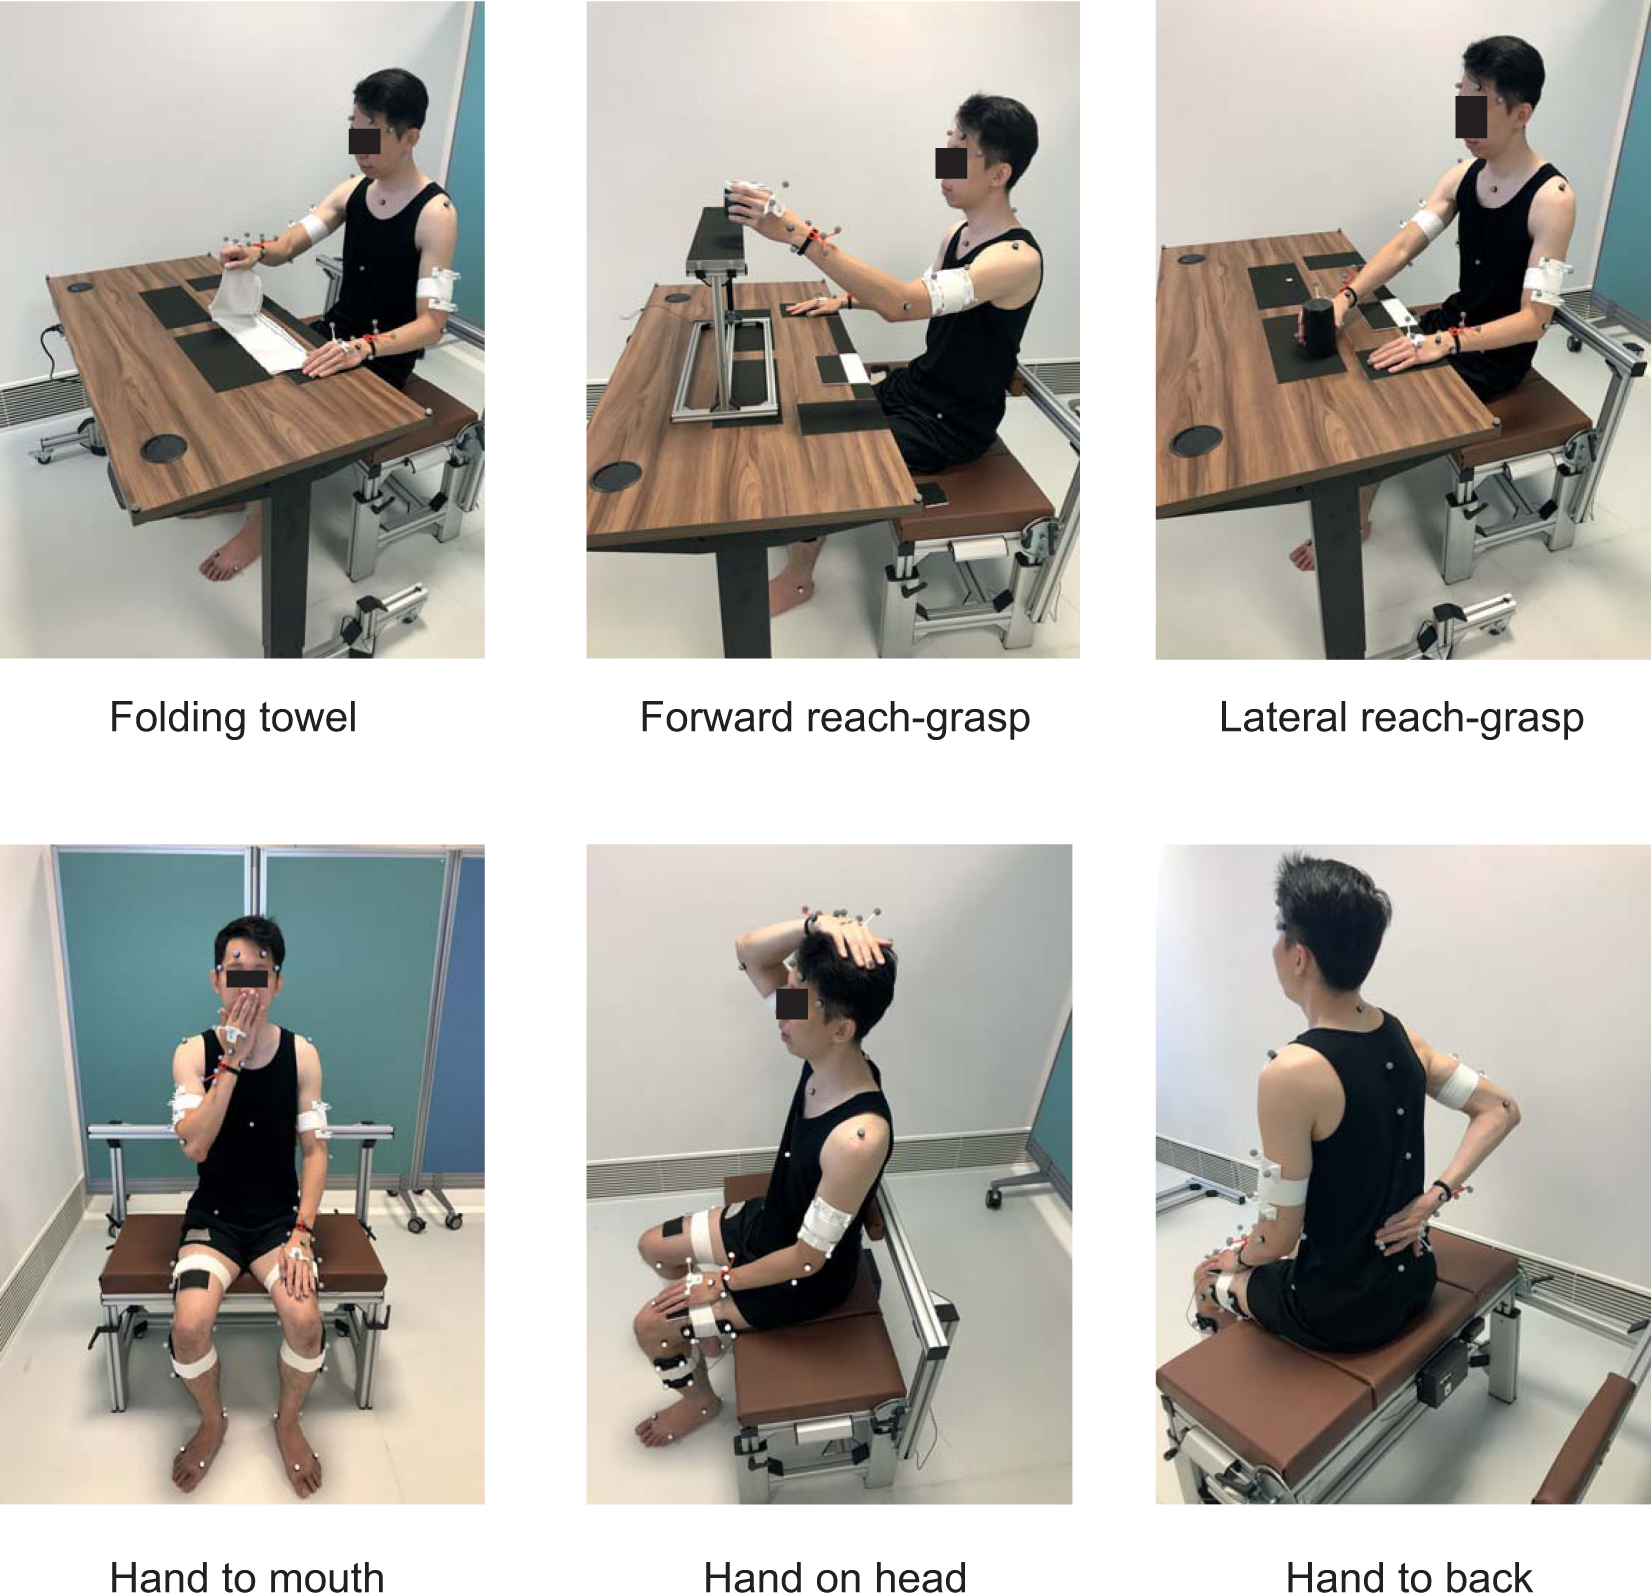 Folding towel
Forward reach-grasp
Lateral reach-grasp
Hand to mouth
Hand on head
Hand to back